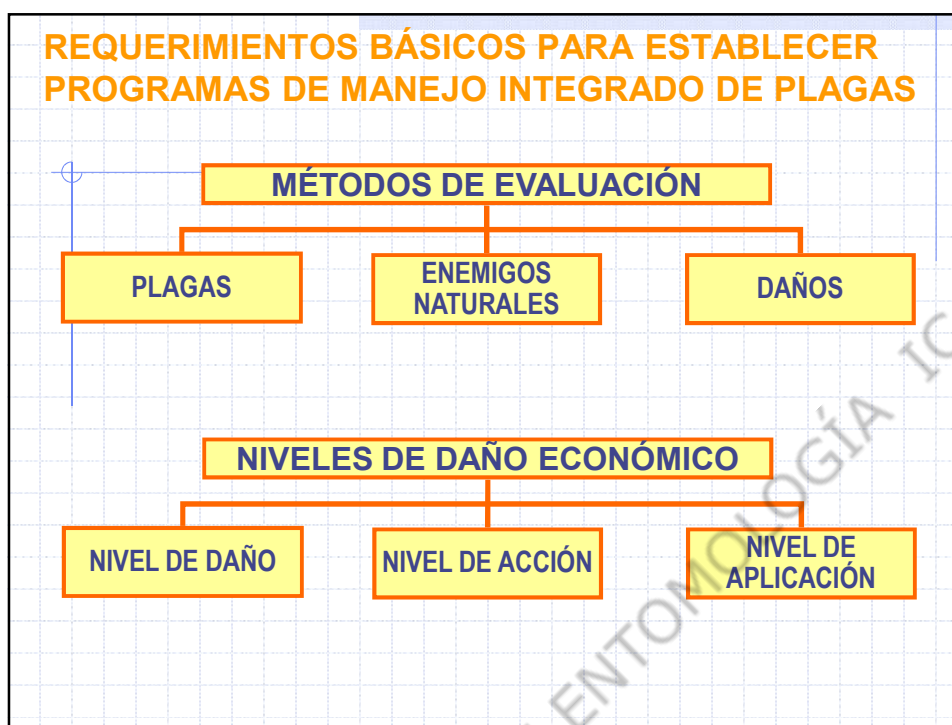 REQUERIMIENTOS BÁSICOS PARA ESTABLECER
PROGRAMAS DE MANEJO INTEGRADO DE PLAGAS
MÉTODOS DE EVALUACIÓN
PLAGAS
ENEMIGOS
NATURALES
DAÑOS
NIVELES DE DAÑO ECONÓMICO
NIVEL DE DAÑO
NIVEL DE ACCIÓN
NIVEL DE
APLICACIÓN
ENTOMOLOGÍA IC